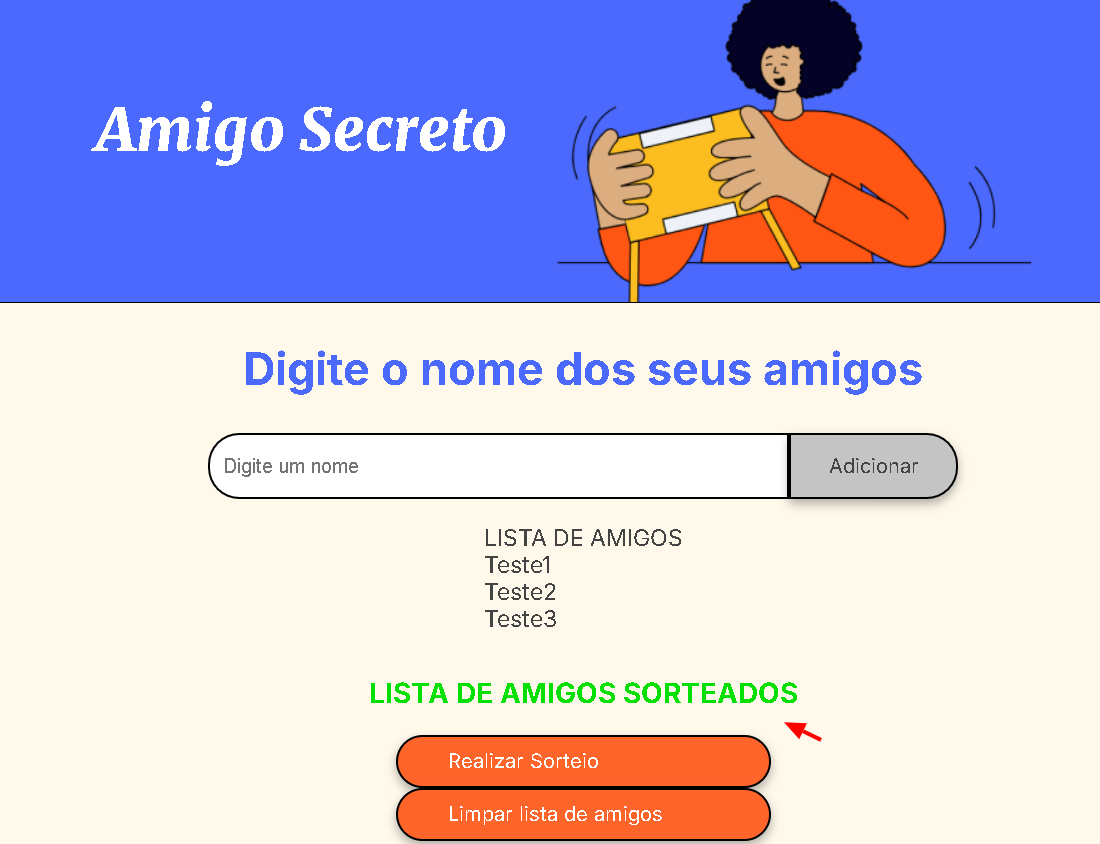 Amigo Secreto
Digite o nome dos seus amigos
Digite um nome
Adicionar
LISTA DE AMIGOS
Teste1
Teste2
Teste3
LISTA DE AMIGOS SORTEADOS
Realizar Sorteio
Limpar lista de amigos